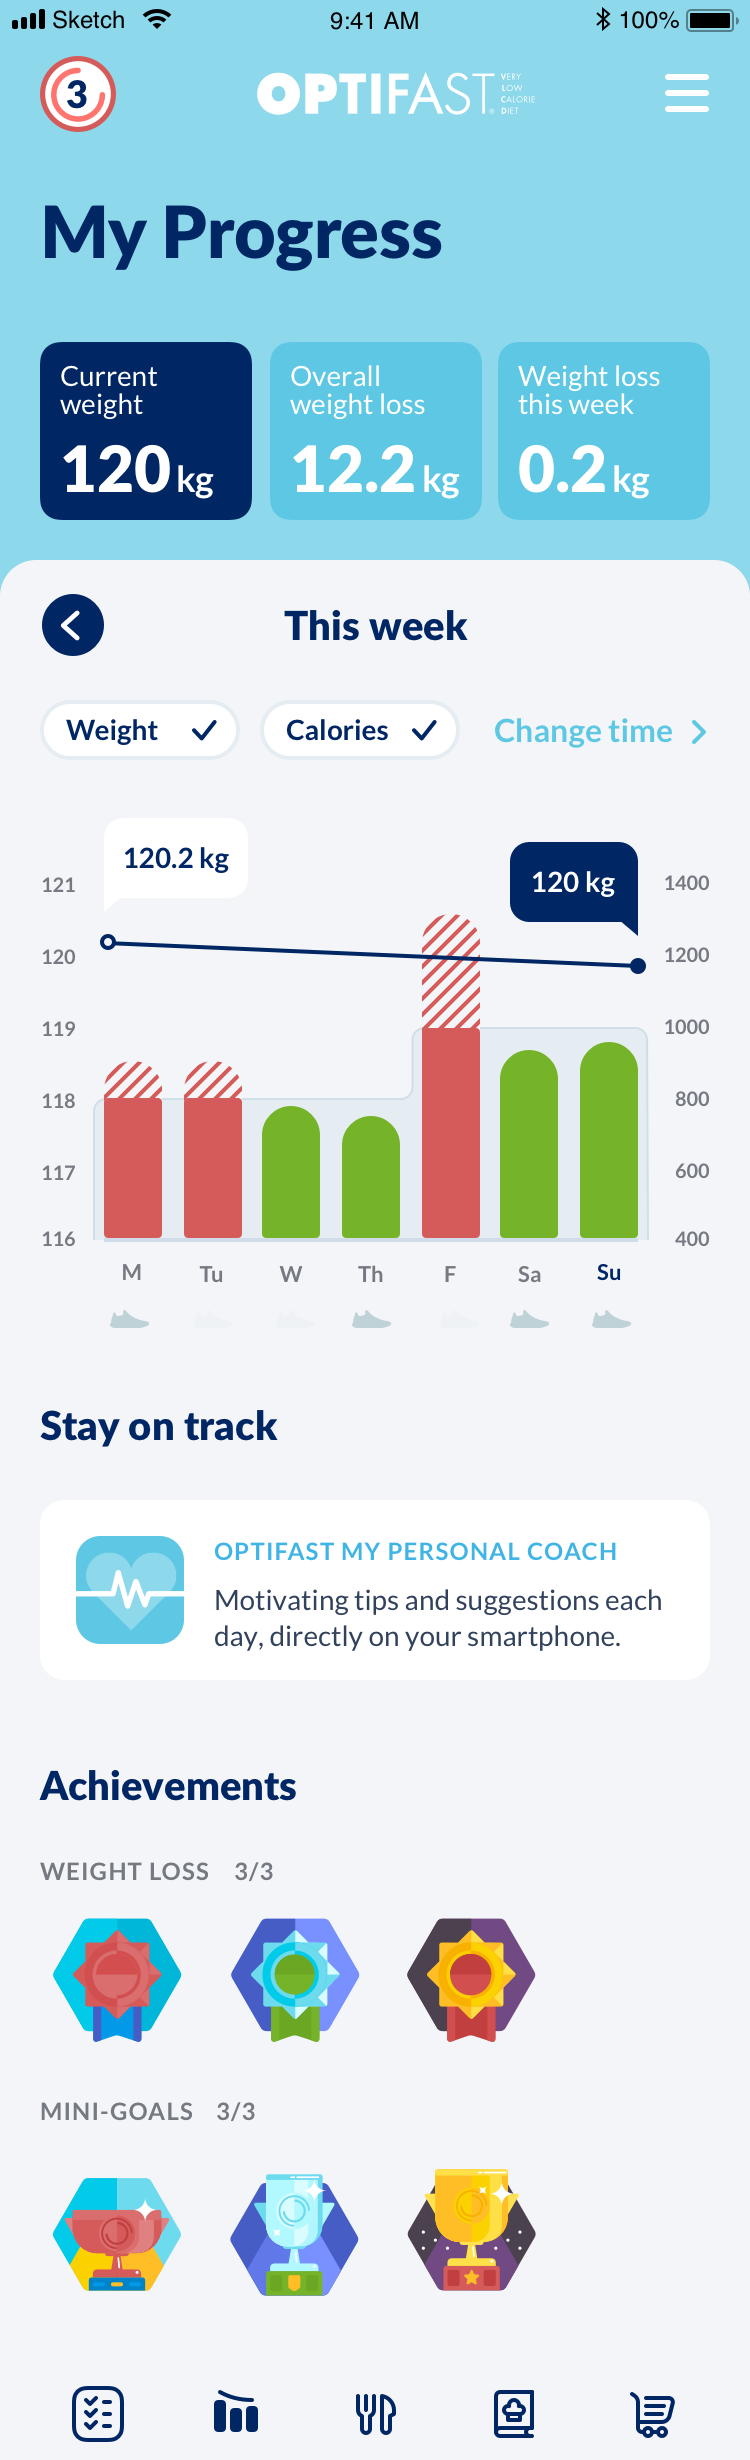 Sketch 9:41 AM 100%
3 OPTIFAST VERY
LOW
CALORIE
DIET
My Progress
Current
weight
120 kg
Overall
weight loss
12.2 kg
Weight loss
this week
0.2 kg
This week
Weight Calories Change time
120.2 kg
120 kg
121 1400
120 1200
119 1000
118 800
117 600
116 400
M Tu W Th F Sa Su
Stay on track
OPTIFAST MY PERSONAL COACH
Motivating tips and suggestions each
day, directly on your smartphone.
Achievements
WEIGHT LOSS 3/3
MINI-GOALS 3/3